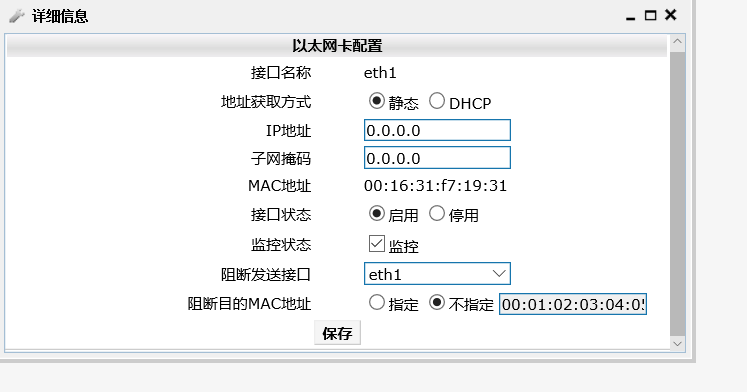 详细信息
以太网卡配置
接口名称 eth1
地址获取方式 静态 DHCP
IP地址 0.0.0.0
子网掩码 0.0.0.0
MAC地址 00:16:31:f7:19:31
接口状态 启用 停用
监控状态 监控
阻断发送接口 eth1
阻断目的MAC地址 指定 不指定 00:01:02:03:04:05
保存